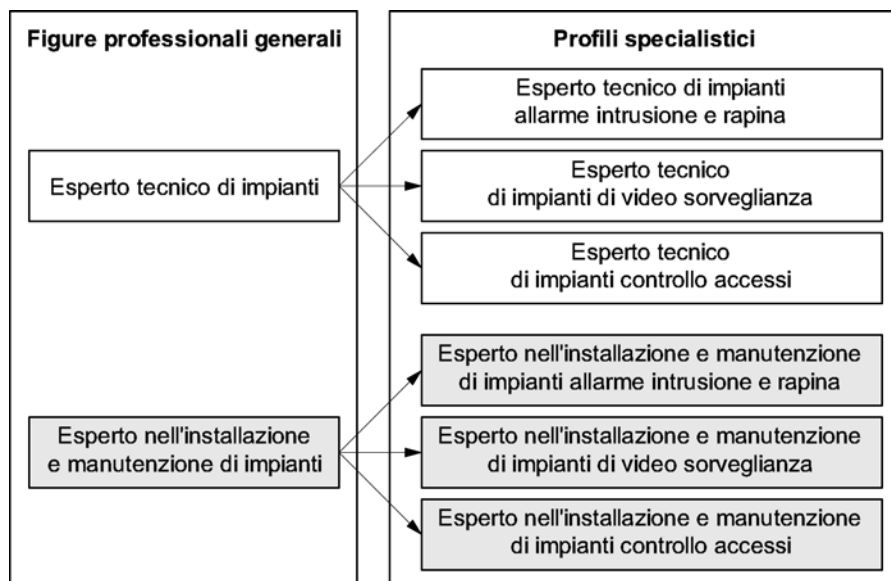 Figure professionali generali
Esperto tecnico di impianti
Esperto nell'installazione
e manutenzione di impianti
Profili specialistici
Esperto tecnico di impianti
allarme intrusione e rapina
Esperto tecnico
di impianti di video sorveglianza
Esperto tecnico
di impianti controllo accessi
Esperto nell'installazione e manutenzione
di impianti allarme intrusione e rapina
Esperto nell'installazione e manutenzione
di impianti di video sorveglianza
Esperto nell'installazione e manutenzione
di impianti controllo accessi